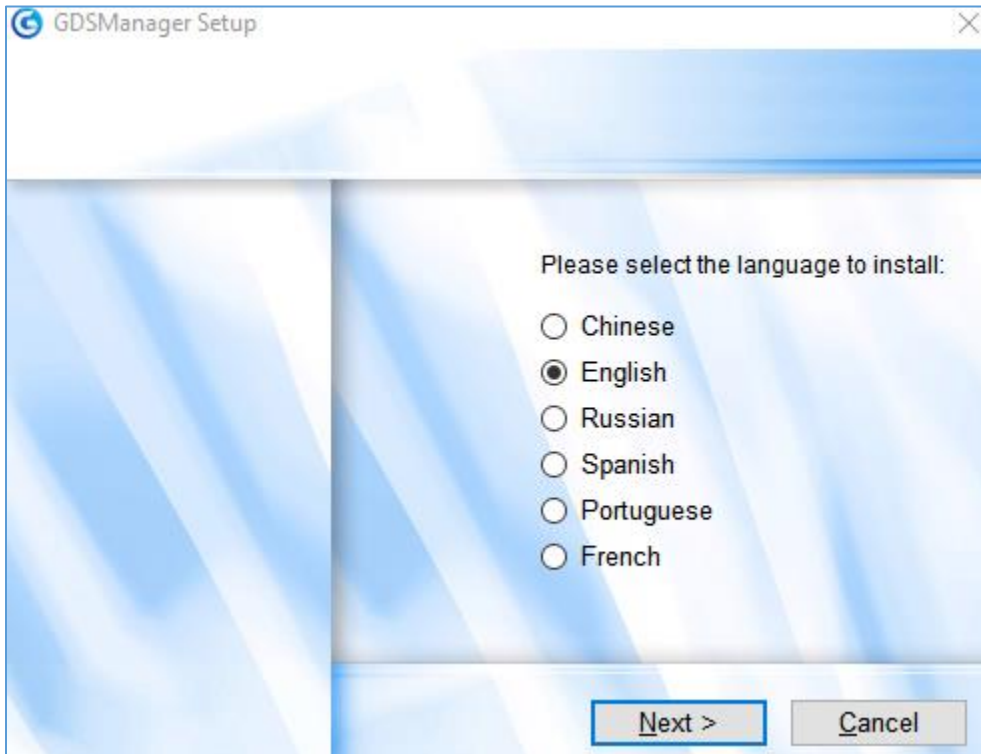 GDSManager Setup
Please select the language to install:
Chinese
English
Russian
Spanish
Portuguese
French
Next >
Cancel